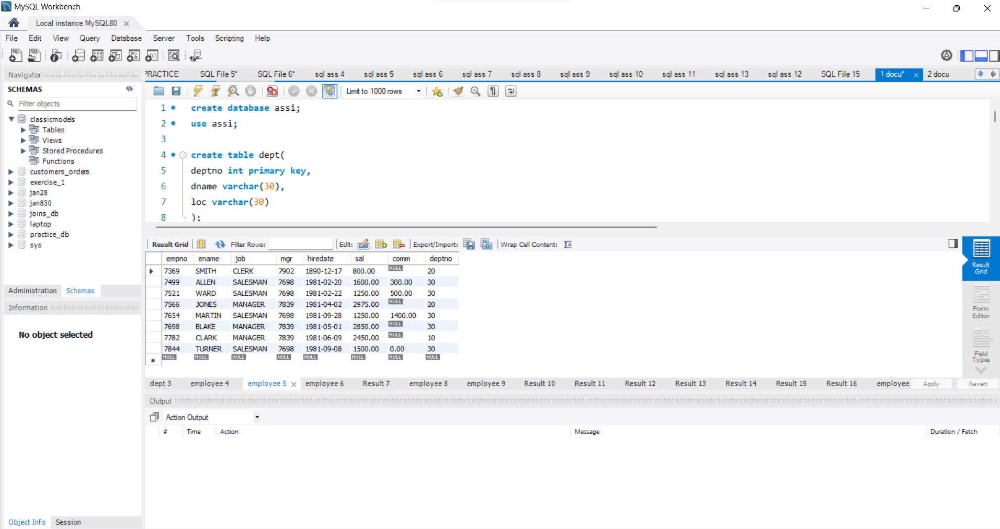 MySQL Workbench
Local instance MySQL80
File Edit View Query Database Server Tools Scripting Help
Navigator
PRACTICE SQL File 5* SQL File 6* sql ass 4 sql ass 5 sql ass 6 sql ass 7 sql ass 8 sql ass 9 sql ass 10 sql ass 11 sql ass 13 sql ass 12 SQL File 15 1 docu* 2 docu
SCHEMAS
Limit to 1000 rows
Filter objects
classicmodels
Tables
Views
Stored Procedures
Functions
customers_orders
exercise_1
jan28
jan830
joins_db
laptop
practice_db
sys
1 create database assi;
2 use assi;
3
4 create table dept(
5 deptno int primary key,
6 dname varchar(30),
7 loc varchar(30)
8 );
Result Grid Filter Rows: Edit: Export/Import: Wrap Cell Content:
empno ename job mgr hiredate sal comm deptno
7369 SMITH CLERK 7902 1890-12-17 800.00 NULL 20
7499 ALLEN SALESMAN 7698 1981-02-20 1600.00 300.00 30
7521 WARD SALESMAN 7698 1981-02-22 1250.00 500.00 30
7566 JONES MANAGER 7839 1981-04-02 2975.00 NULL 20
7654 MARTIN SALESMAN 7698 1981-09-28 1250.00 1400.00 30
7698 BLAKE MANAGER 7839 1981-05-01 2850.00 NULL 30
7782 CLARK MANAGER 7839 1981-06-09 2450.00 NULL 10
7844 TURNER SALESMAN 7698 1981-09-08 1500.00 0.00 30
NULL NULL NULL NULL NULL NULL NULL NULL
Result
Grid
Form
Editor
Field
Types
Administration Schemas
Information
No object selected
dept 3 employee 4 employee 5 employee 6 Result 7 employee 8 employee 9 Result 10 Result 11 Result 12 Result 13 Result 14 Result 15 Result 16 employee Apply Revert
Output
Action Output
# Time Action Message Duration / Fetch
Object Info Session